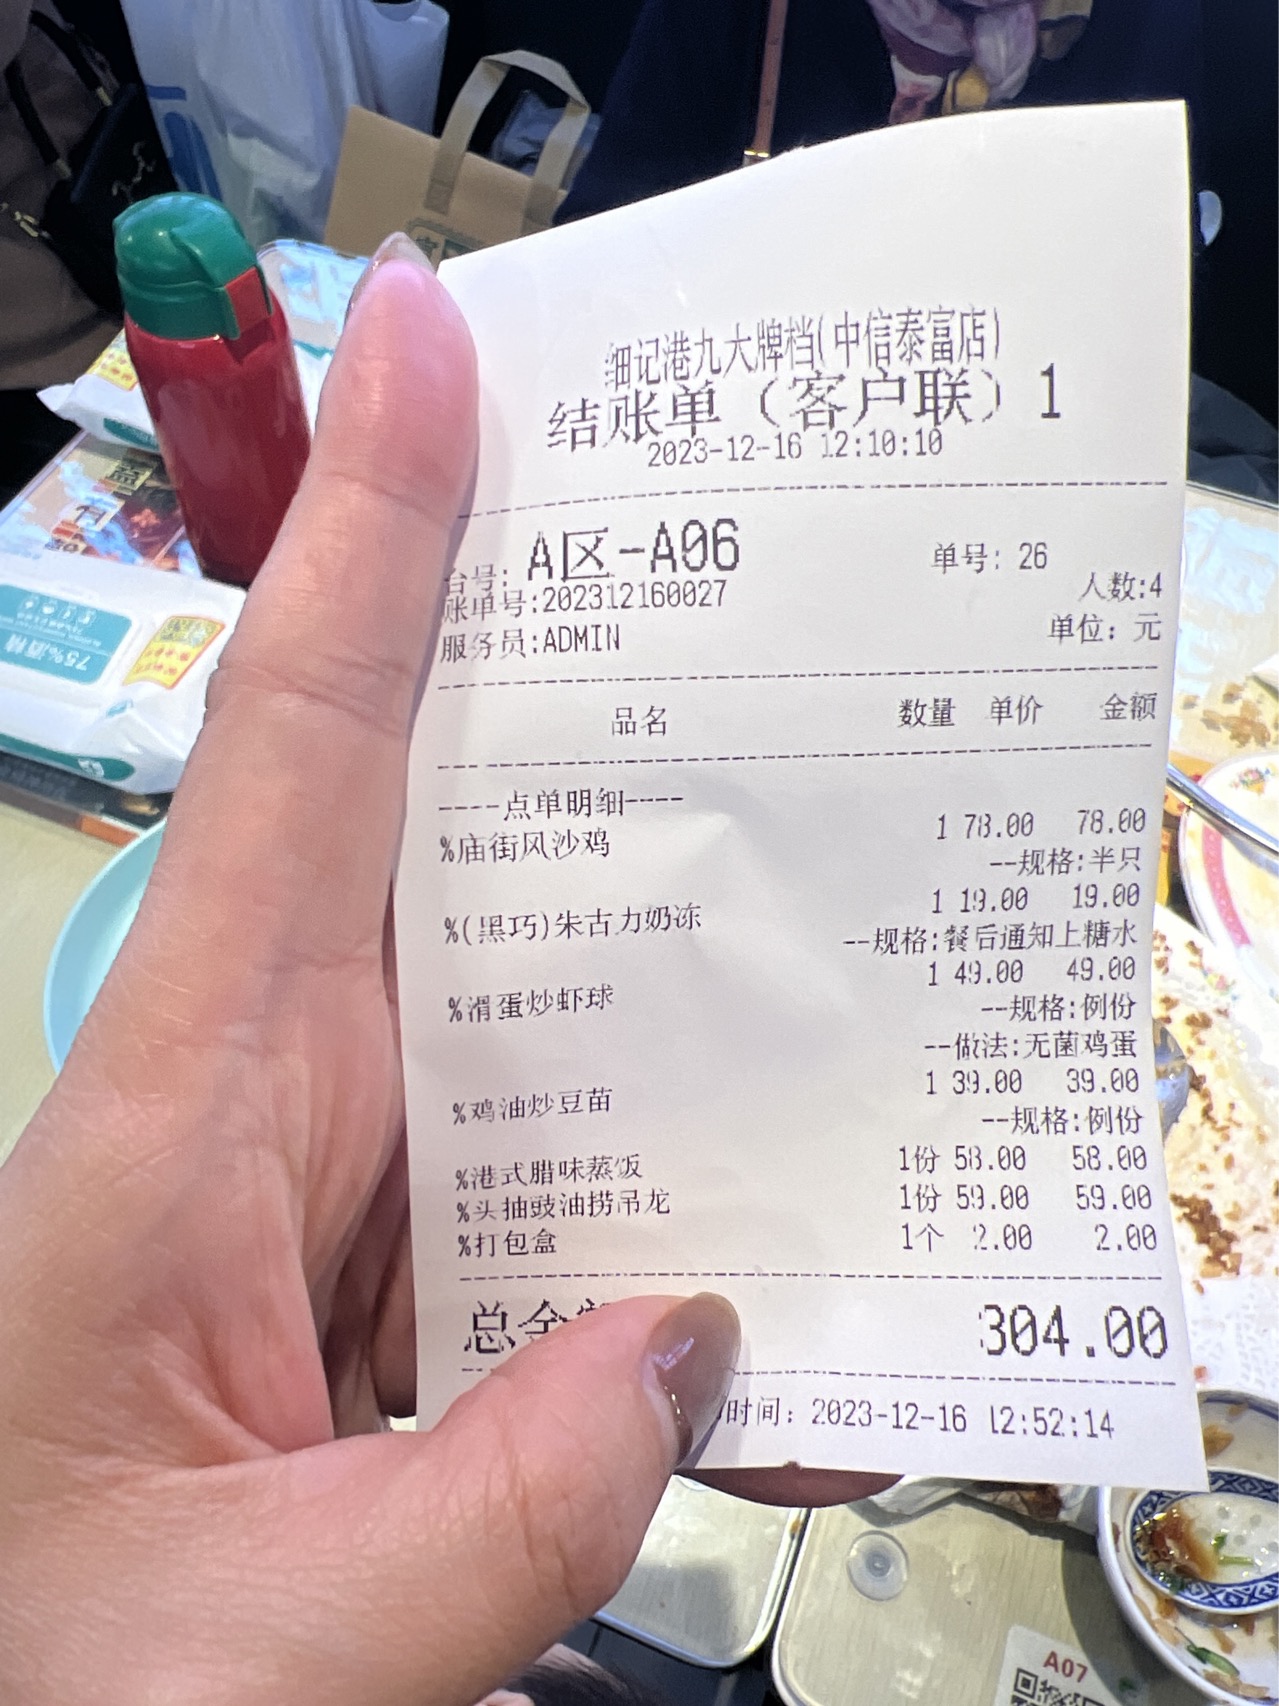 细记港九大牌档(中信泰富店)
结账单（客户联）1
2023-12-16 12:10:10
台号: A区-A06 单号: 26
账单号:202312160027 人数:4
服务员:ADMIN 单位: 元
品名 数量 单价 金额
----点单明细----
%庙街风沙鸡 1 78.00 78.00
--规格:半只
%(黑巧)朱古力奶冻 1 19.00 19.00
--规格:餐后通知上糖水
%滑蛋炒虾球 1 49.00 49.00
--规格:例份
--做法:无菌鸡蛋
%鸡油炒豆苗 1 39.00 39.00
--规格:例份
%港式腊味蒸饭 1份 58.00 58.00
%头抽豉油捞吊龙 1份 59.00 59.00
%打包盒 1个 2.00 2.00
总金 304.00
时间: 2023-12-16 12:52:14
75%酒精
A07